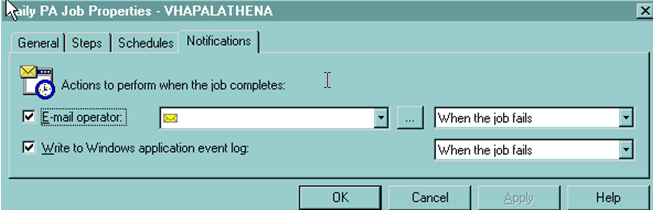 aily PA Job Properties - VHAPALATHENA
General Steps Schedules Notifications
Actions to perform when the job completes:
E-mail operator: ... When the job fails
Write to Windows application event log: When the job fails
OK Cancel Apply Help